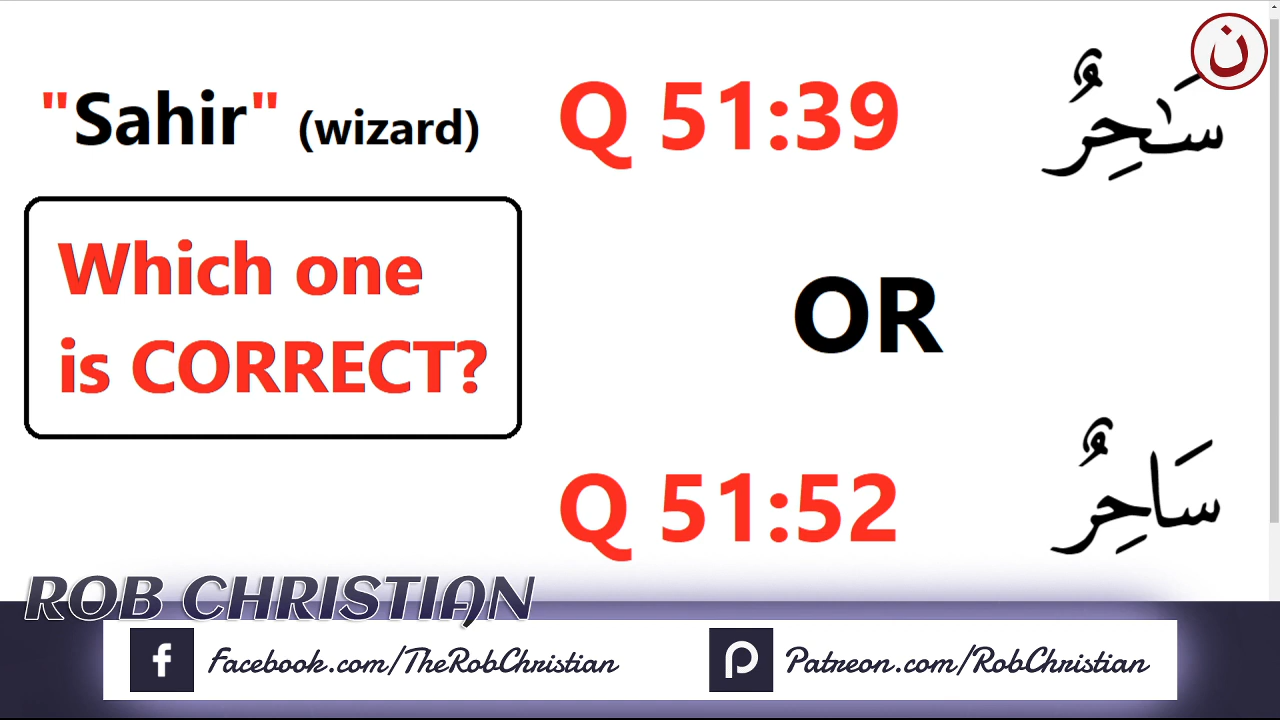 ن
"Sahir" (wizard) Q 51:39 سَـٰحِرٌ
Which one
is CORRECT?
OR
Q 51:52 سَاحِرٌ
ROB CHRISTIAN
Facebook.com/TheRobChristian
Patreon.com/RobChristian